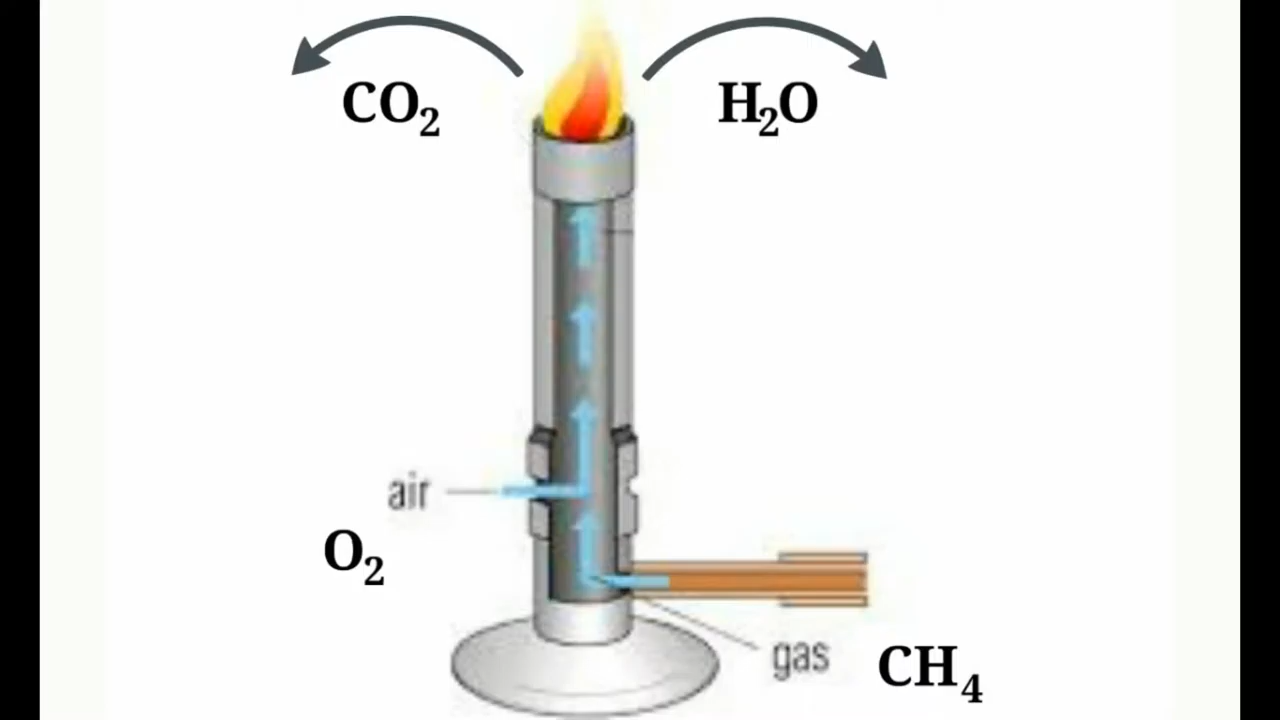 CO₂
H₂O
air
O₂
gas
CH₄